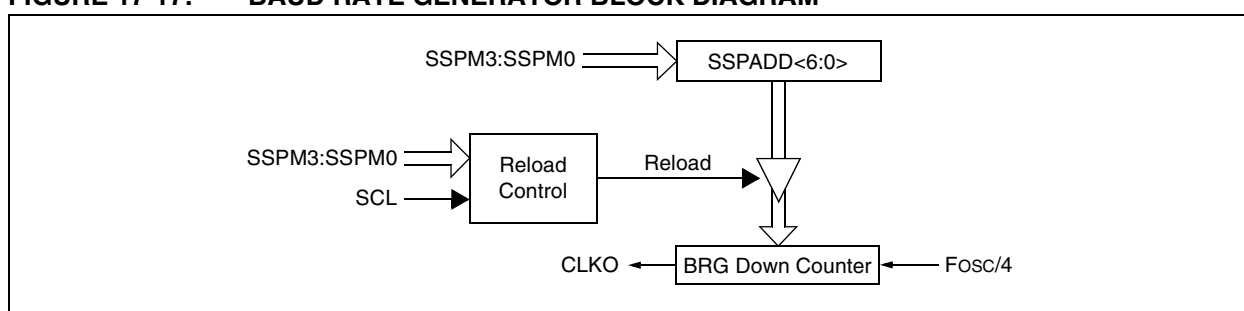 FIGURE 17-17: BAUD RATE GENERATOR BLOCK DIAGRAM
SSPM3:SSPM0
SSPADD<6:0>
SSPM3:SSPM0
SCL
Reload
Control
Reload
CLKO
BRG Down Counter
FOSC/4